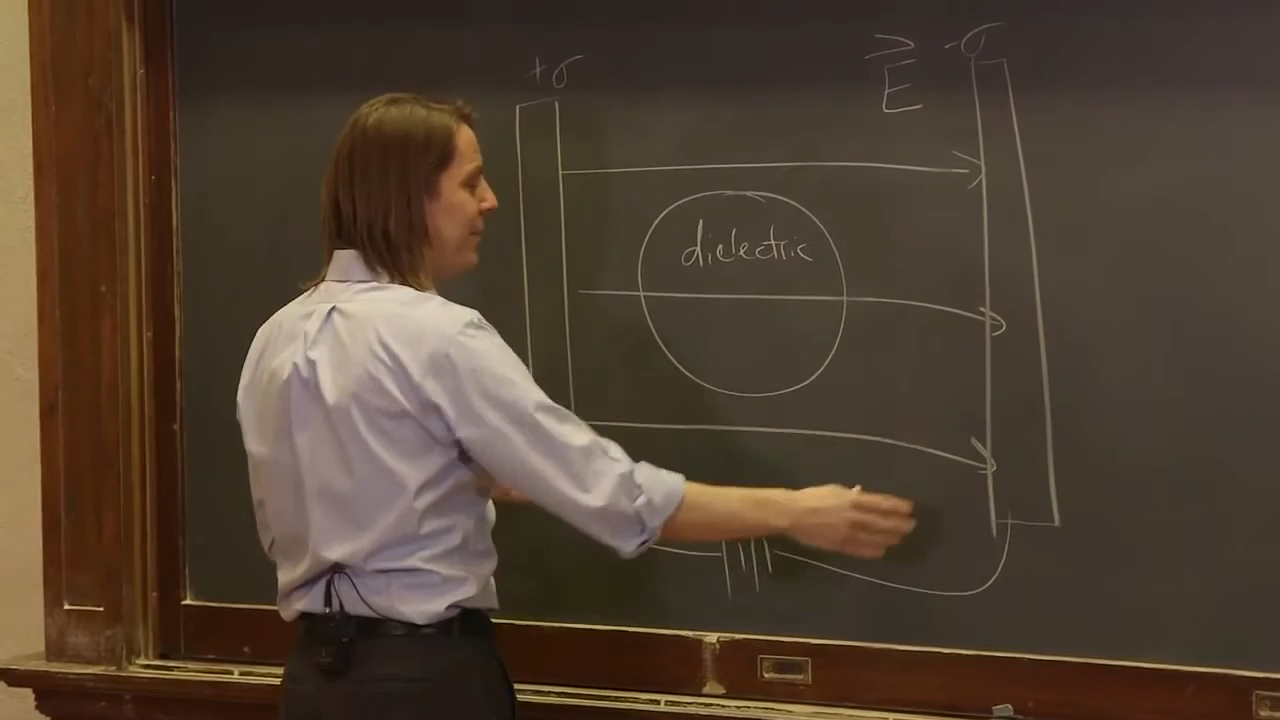 +σ
E⃗
-σ
dielectric